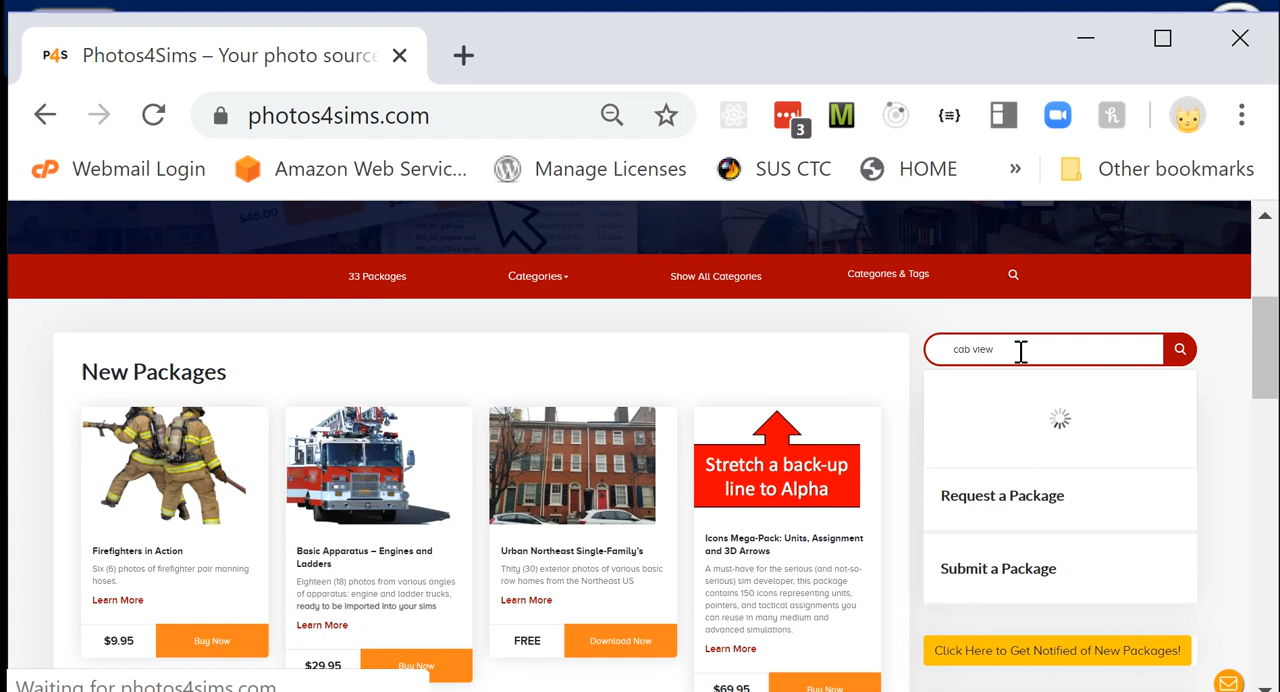 P4S Photos4Sims – Your photo source
photos4sims.com
3
Webmail Login
Amazon Web Servic...
Manage Licenses
SUS CTC
HOME
»
Other bookmarks
$45.00
33 Packages
Categories
Show All Categories
Categories & Tags
New Packages
cab view
Request a Package
Submit a Package
Click Here to Get Notified of New Packages!
Firefighters in Action
Six (6) photos of firefighter pair manning
hoses.
Learn More
$9.95
Buy Now
Basic Apparatus – Engines and
Ladders
Eighteen (18) photos from various angles
of apparatus: engine and ladder trucks,
ready to be imported into your sims
Learn More
$29.95
Buy Now
Urban Northeast Single-Family's
Thity (30) exterior photos of various basic
row homes from the Northeast US
Learn More
FREE
Download Now
Stretch a back-up
line to Alpha
Icons Mega-Pack: Units, Assignment
and 3D Arrows
A must-have for the serious (and not-so-
serious) sim developer, this package
contains 150 icons representing units,
pointers, and tactical assignments you
can reuse in many medium and
advanced simulations.
Learn More
$69.95
Buy Now
Waiting for photos4sims.com